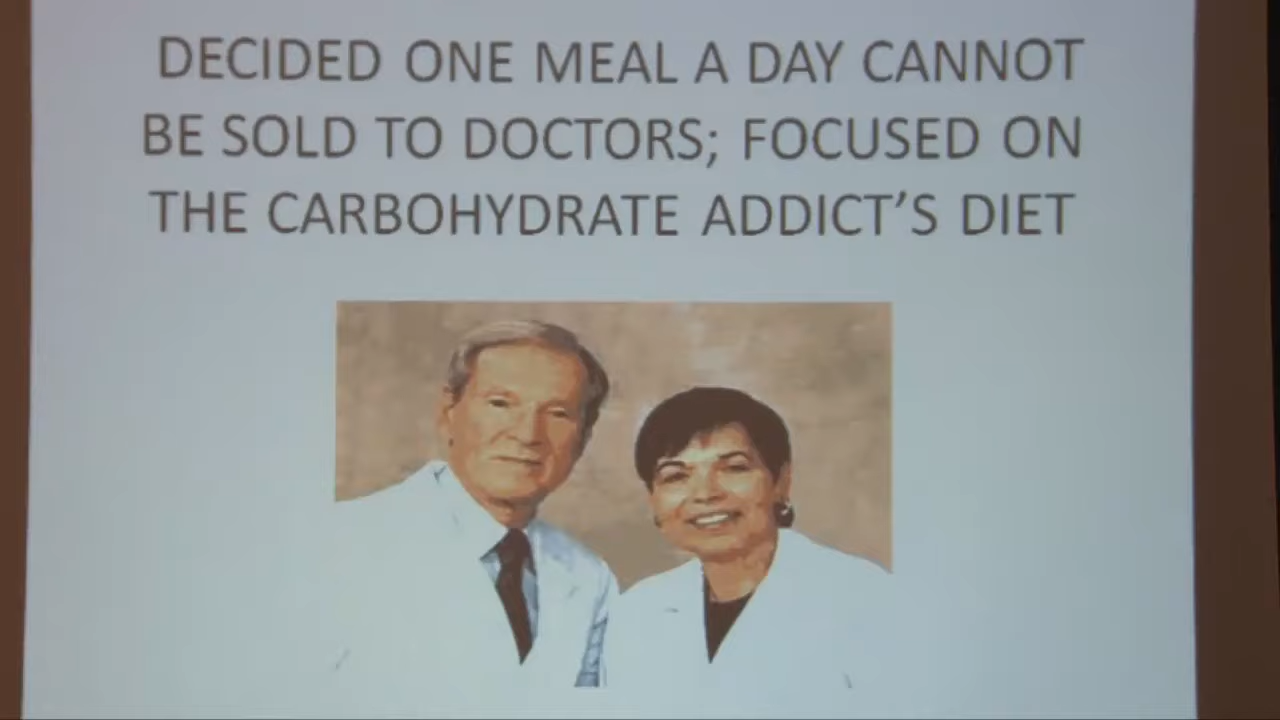 DECIDED ONE MEAL A DAY CANNOT
BE SOLD TO DOCTORS; FOCUSED ON
THE CARBOHYDRATE ADDICT’S DIET